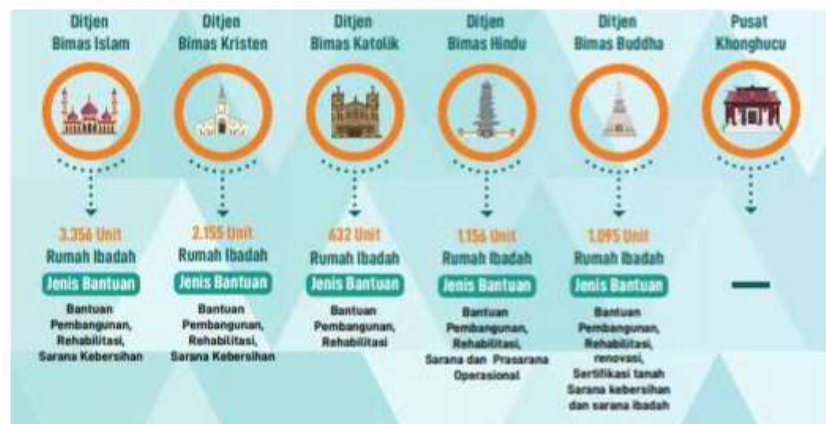 Ditjen
Bimas Islam
3.356 Unit
Rumah Ibadah
Jenis Bantuan
Bantuan
Pembangunan,
Rehabilitasi,
Sarana Kebersihan
Ditjen
Bimas Kristen
2.155 Unit
Rumah Ibadah
Jenis Bantuan
Bantuan
Pembangunan,
Rehabilitasi,
Sarana Kebersihan
Ditjen
Bimas Katolik
632 Unit
Rumah Ibadah
Jenis Bantuan
Bantuan
Pembangunan,
Rehabilitasi
Ditjen
Bimas Hindu
1.156 Unit
Rumah Ibadah
Jenis Bantuan
Bantuan
Pembangunan,
Rehabilitasi,
Sarana dan Prasarana
Operasional
Ditjen
Bimas Buddha
1.095 Unit
Rumah Ibadah
Jenis Bantuan
Bantuan
Pembangunan,
Rehabilitasi,
renovasi,
Sertifikasi tanah
Sarana kebersihan
dan sarana ibadah
Pusat
Khonghucu
—